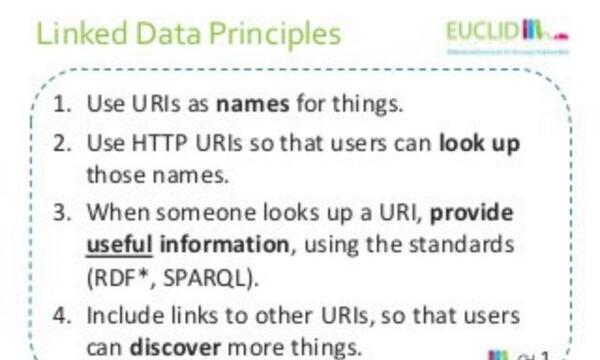 Linked Data Principles
EUCLID
1. Use URIs as names for things.
2. Use HTTP URIs so that users can look up
those names.
3. When someone looks up a URI, provide
useful information, using the standards
(RDF*, SPARQL).
4. Include links to other URIs, so that users
can discover more things.
CH 1